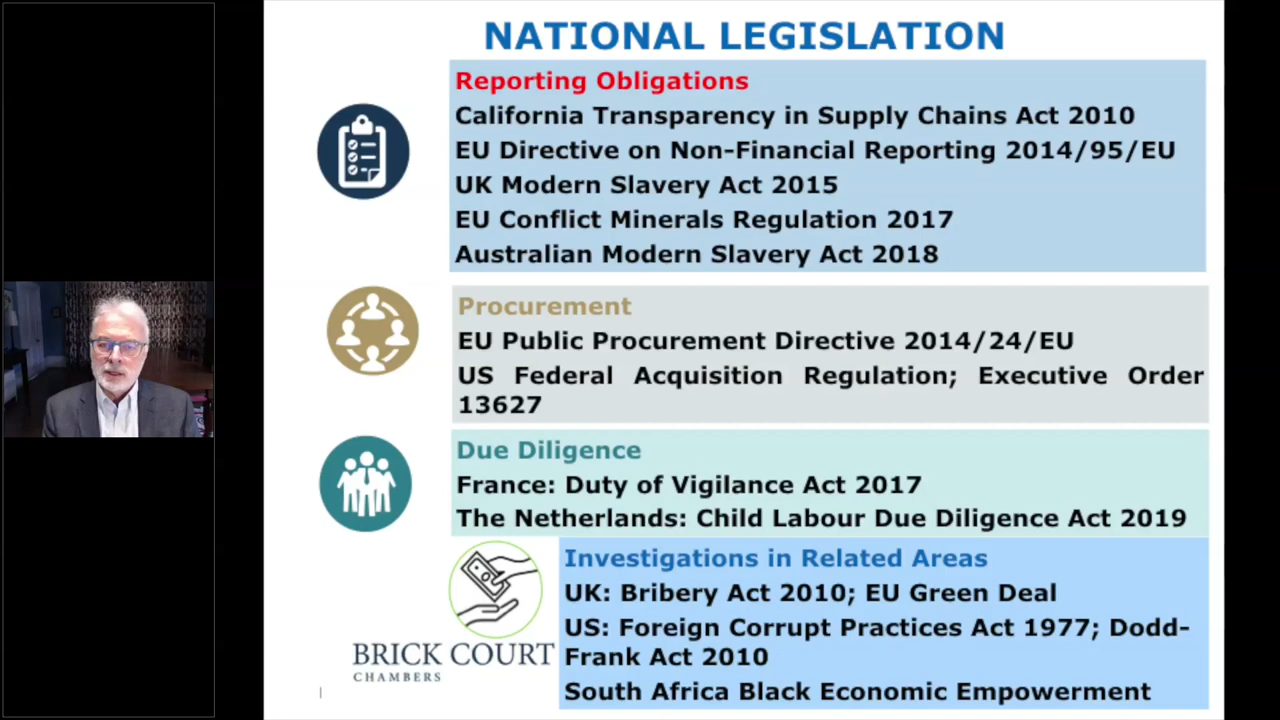 NATIONAL LEGISLATION
Reporting Obligations
California Transparency in Supply Chains Act 2010
EU Directive on Non-Financial Reporting 2014/95/EU
UK Modern Slavery Act 2015
EU Conflict Minerals Regulation 2017
Australian Modern Slavery Act 2018
Procurement
EU Public Procurement Directive 2014/24/EU
US Federal Acquisition Regulation; Executive Order
13627
Due Diligence
France: Duty of Vigilance Act 2017
The Netherlands: Child Labour Due Diligence Act 2019
Investigations in Related Areas
UK: Bribery Act 2010; EU Green Deal
US: Foreign Corrupt Practices Act 1977; Dodd-
Frank Act 2010
South Africa Black Economic Empowerment
BRICK COURT
CHAMBERS